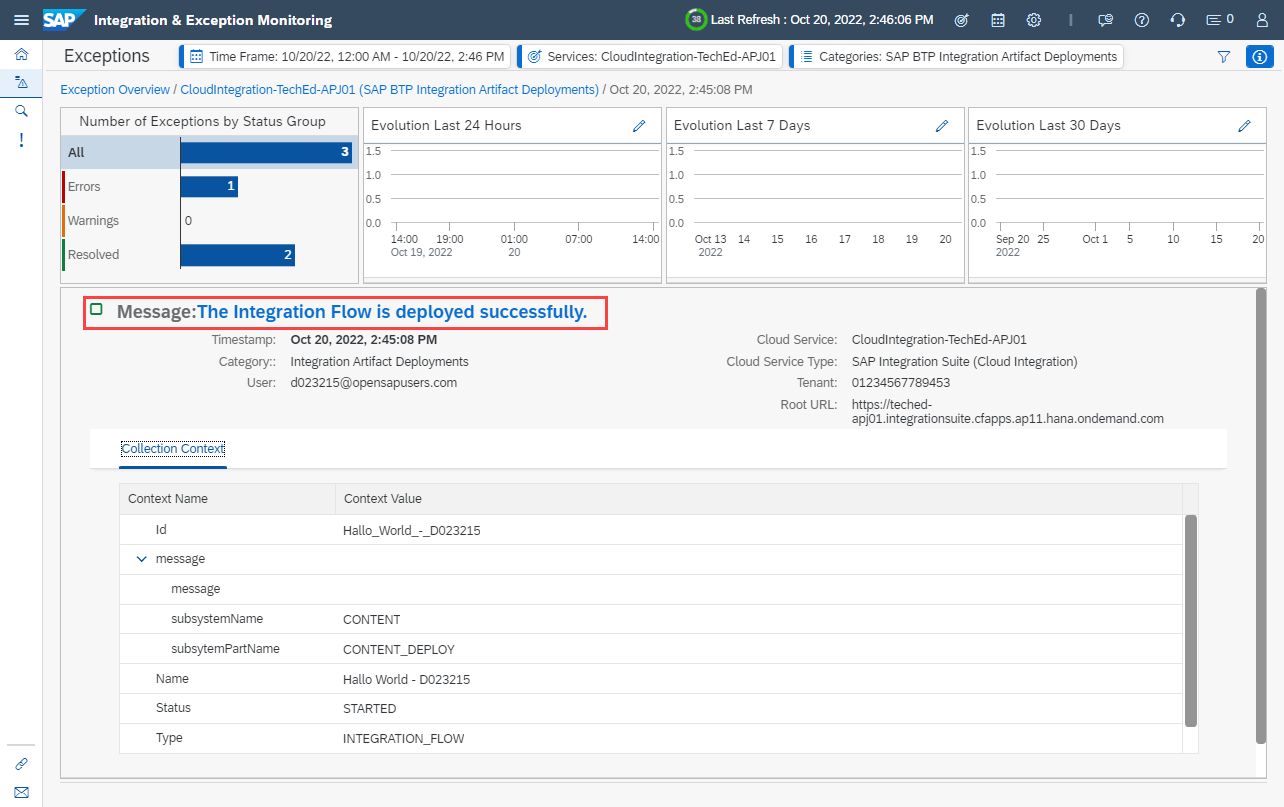 SAP Integration & Exception Monitoring
38 Last Refresh : Oct 20, 2022, 2:46:06 PM
0
Exceptions
Time Frame: 10/20/22, 12:00 AM - 10/20/22, 2:46 PM
Services: CloudIntegration-TechEd-APJ01
Categories: SAP BTP Integration Artifact Deployments
Exception Overview / CloudIntegration-TechEd-APJ01 (SAP BTP Integration Artifact Deployments) / Oct 20, 2022, 2:45:08 PM
Number of Exceptions by Status Group
All 3
Errors 1
Warnings 0
Resolved 2
Evolution Last 24 Hours
1.5
1.0
0.5
0.0
14:00 19:00 01:00 07:00 14:00
Oct 19, 2022 20
Evolution Last 7 Days
1.5
1.0
0.5
0.0
Oct 13 14 15 16 17 18 19 20
2022
Evolution Last 30 Days
1.5
1.0
0.5
0.0
Sep 20 25 Oct 1 5 10 15 20
2022
Message:The Integration Flow is deployed successfully.
Timestamp: Oct 20, 2022, 2:45:08 PM
Category:: Integration Artifact Deployments
User: d023215@opensapusers.com
Cloud Service: CloudIntegration-TechEd-APJ01
Cloud Service Type: SAP Integration Suite (Cloud Integration)
Tenant: 01234567789453
Root URL: https://teched-
apj01.integrationsuite.cfapps.ap11.hana.ondemand.com
Collection Context
Context Name Context Value
Id Hallo_World_-_D023215
message
message
subsystemName CONTENT
subsytemPartName CONTENT_DEPLOY
Name Hallo World - D023215
Status STARTED
Type INTEGRATION_FLOW